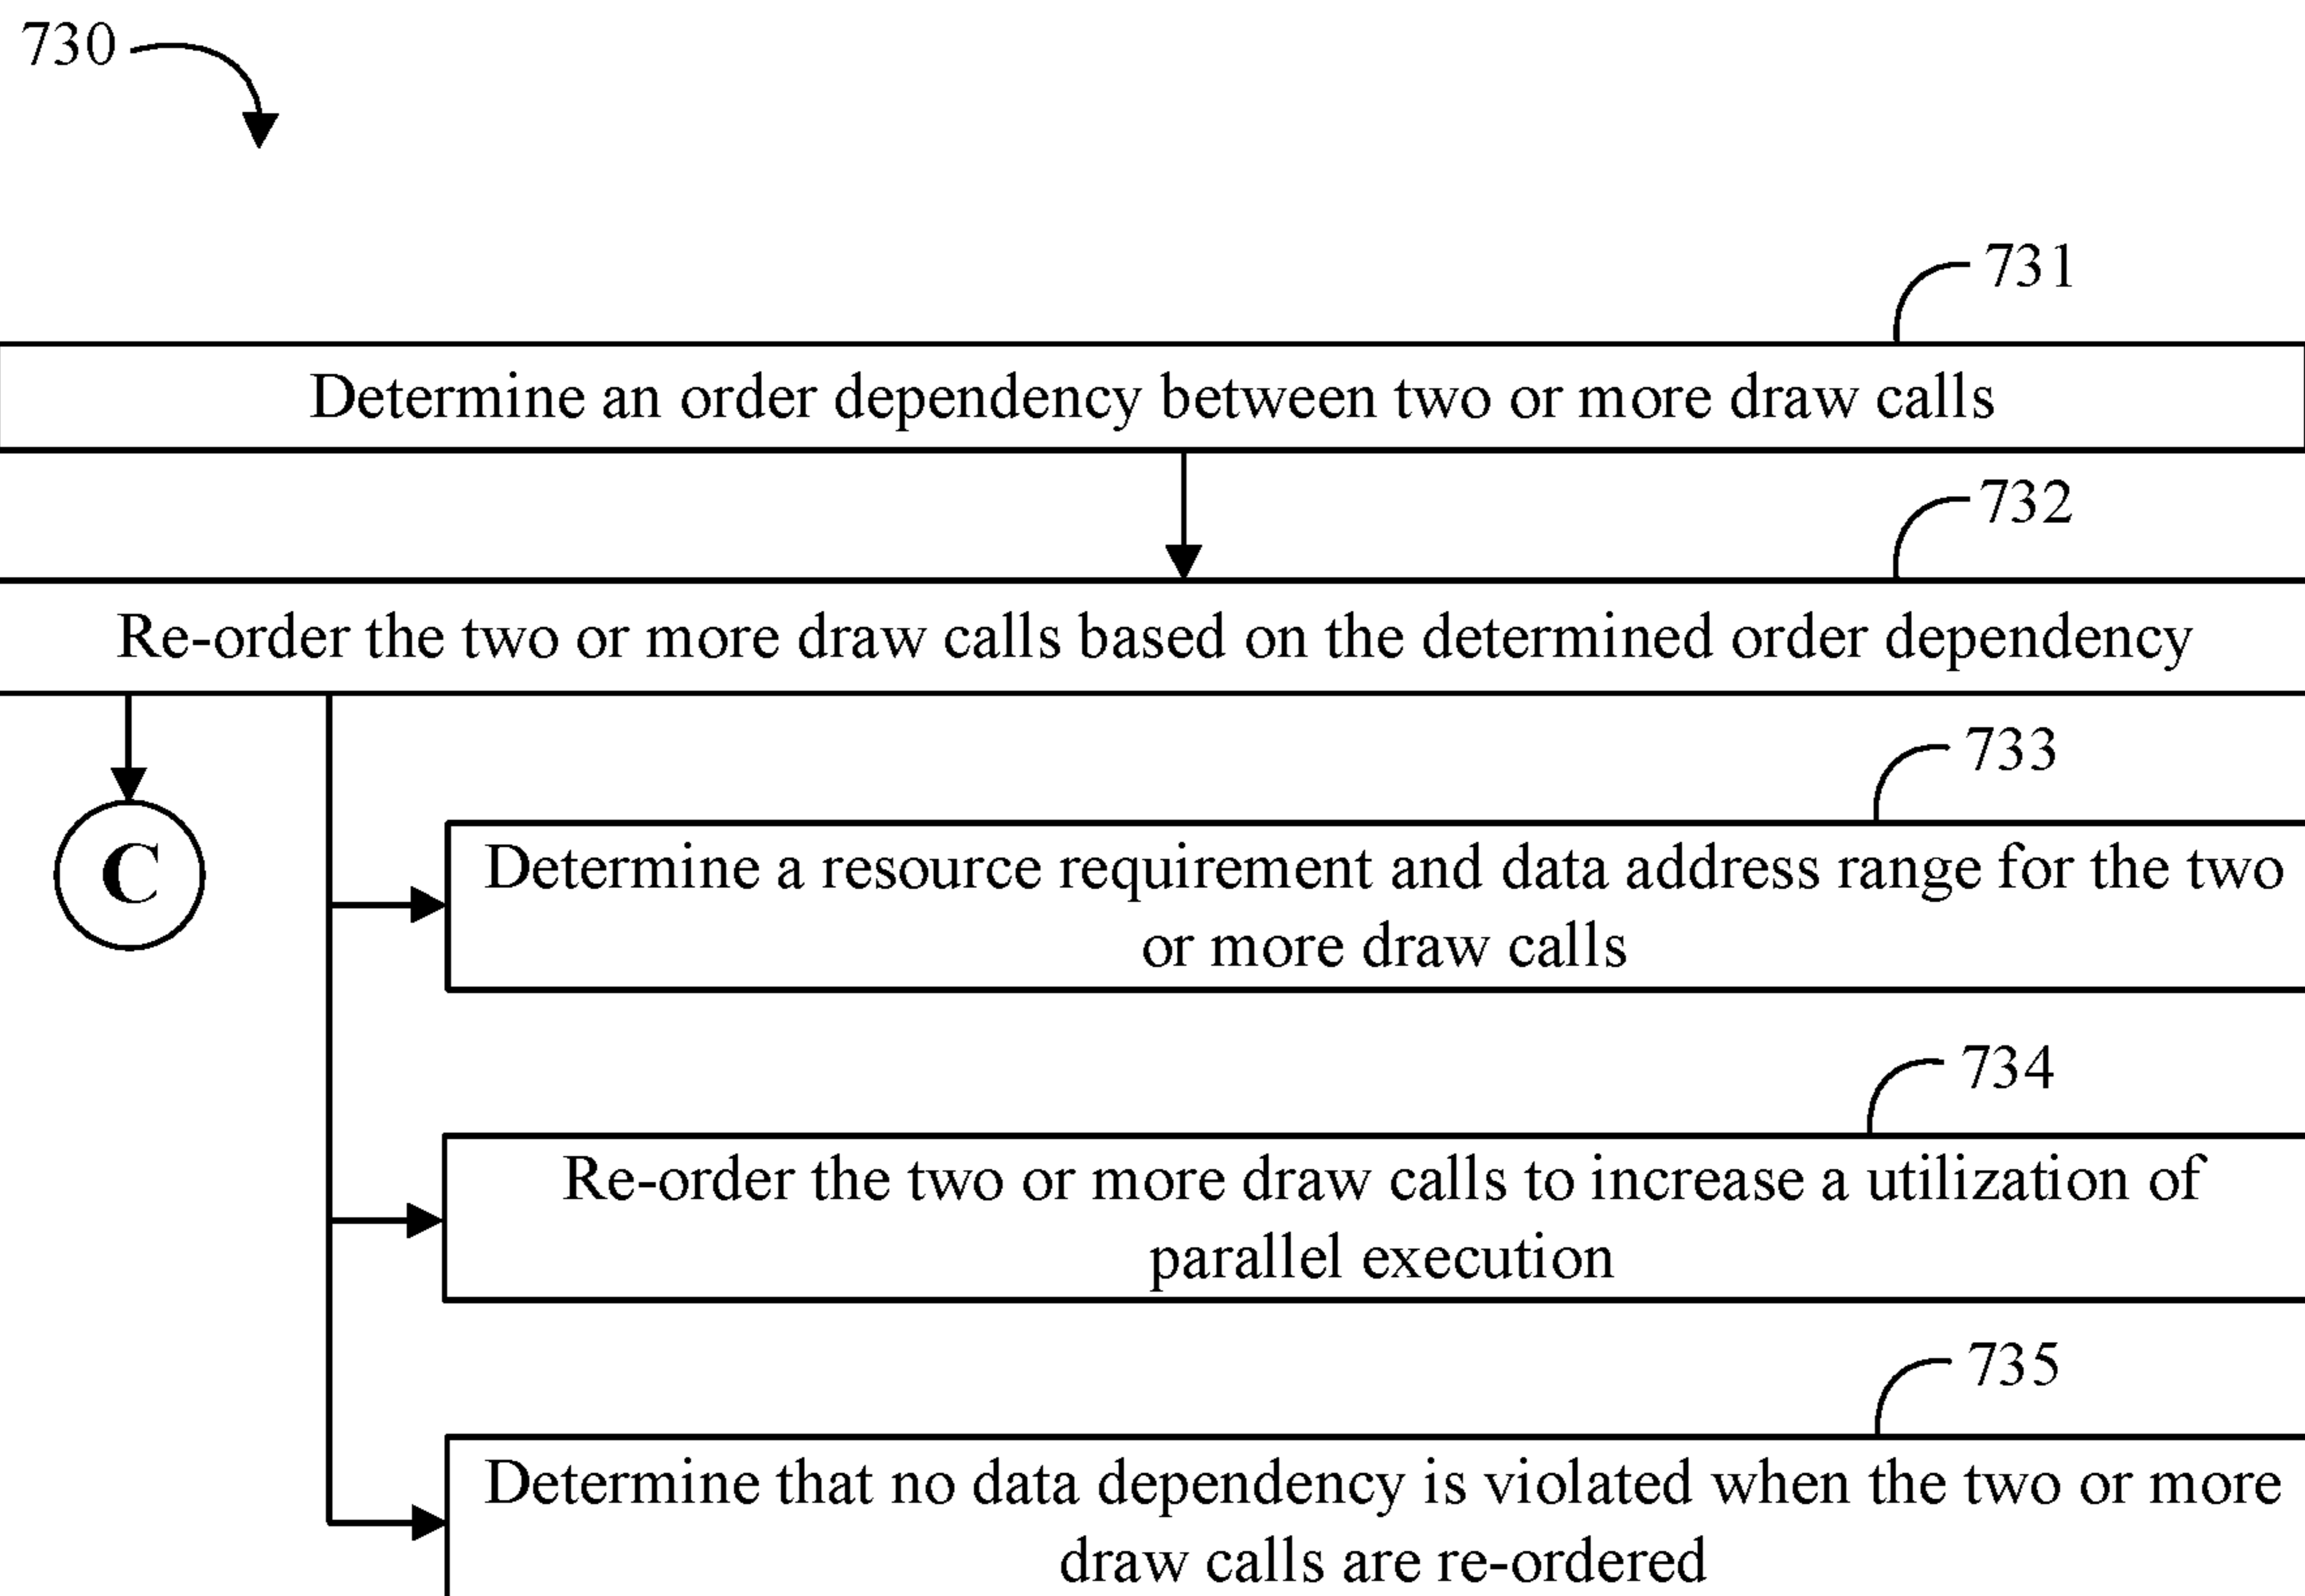 730
731
Determine an order dependency between two or more draw calls
732
Re-order the two or more draw calls based on the determined order dependency
C
733
Determine a resource requirement and data address range for the two
or more draw calls
734
Re-order the two or more draw calls to increase a utilization of
parallel execution
735
Determine that no data dependency is violated when the two or more
draw calls are re-ordered